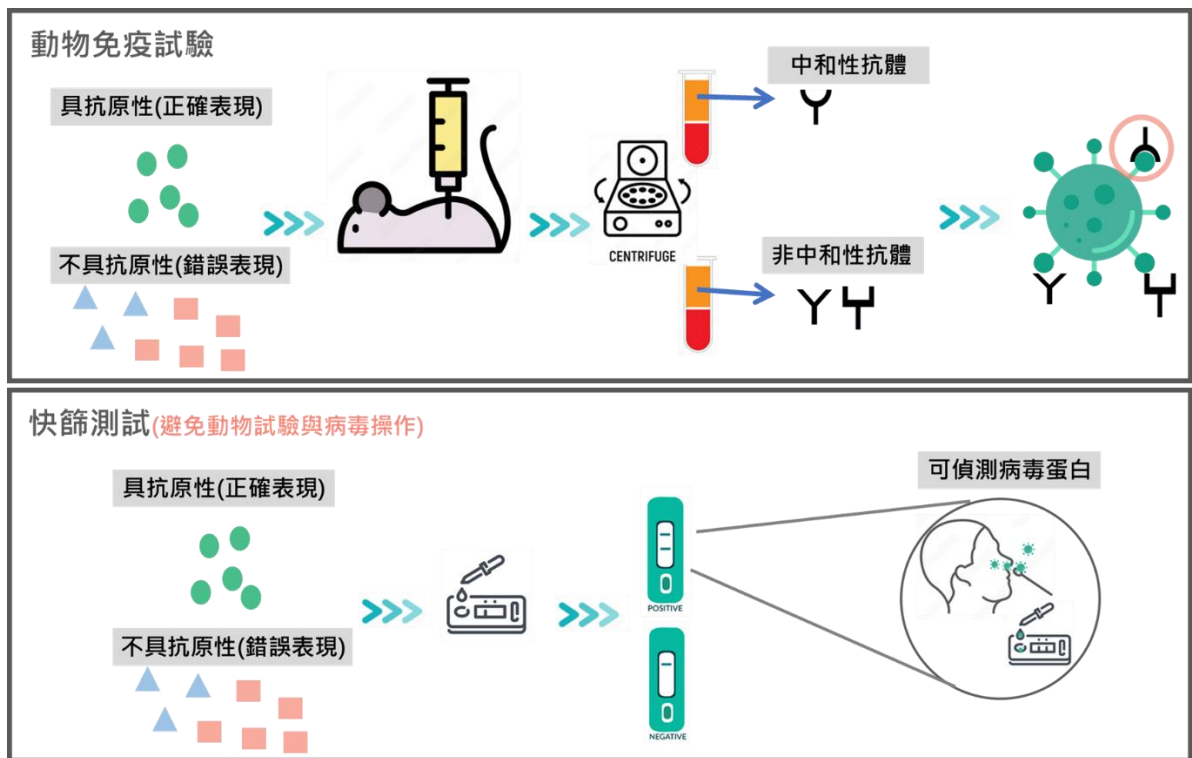 動物免疫試驗
具抗原性(正確表現)
不具抗原性(錯誤表現)
CENTRIFUGE
中和性抗體
非中和性抗體
快篩測試(避免動物試驗與病毒操作)
具抗原性(正確表現)
不具抗原性(錯誤表現)
POSITIVE
NEGATIVE
可偵測病毒蛋白